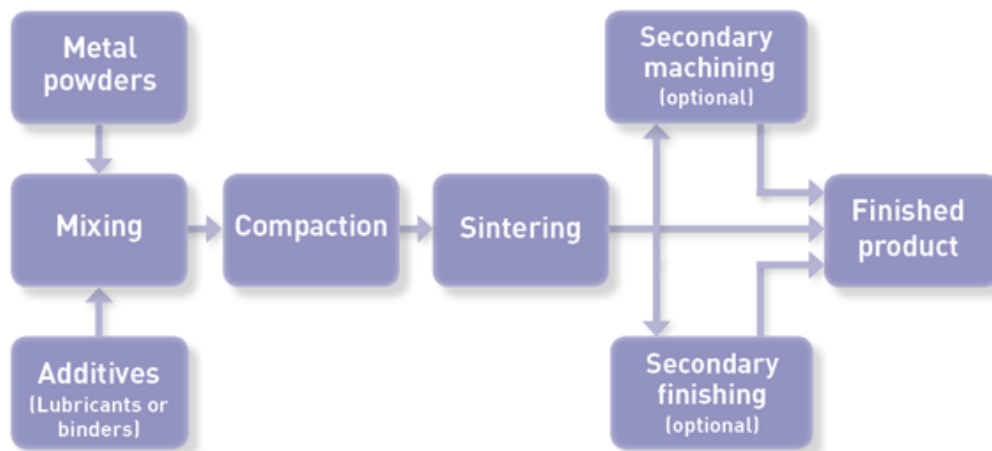 Metal
powders
Mixing
Additives
(Lubricants or
binders)
Compaction
Sintering
Secondary
machining
(optional)
Secondary
finishing
(optional)
Finished
product